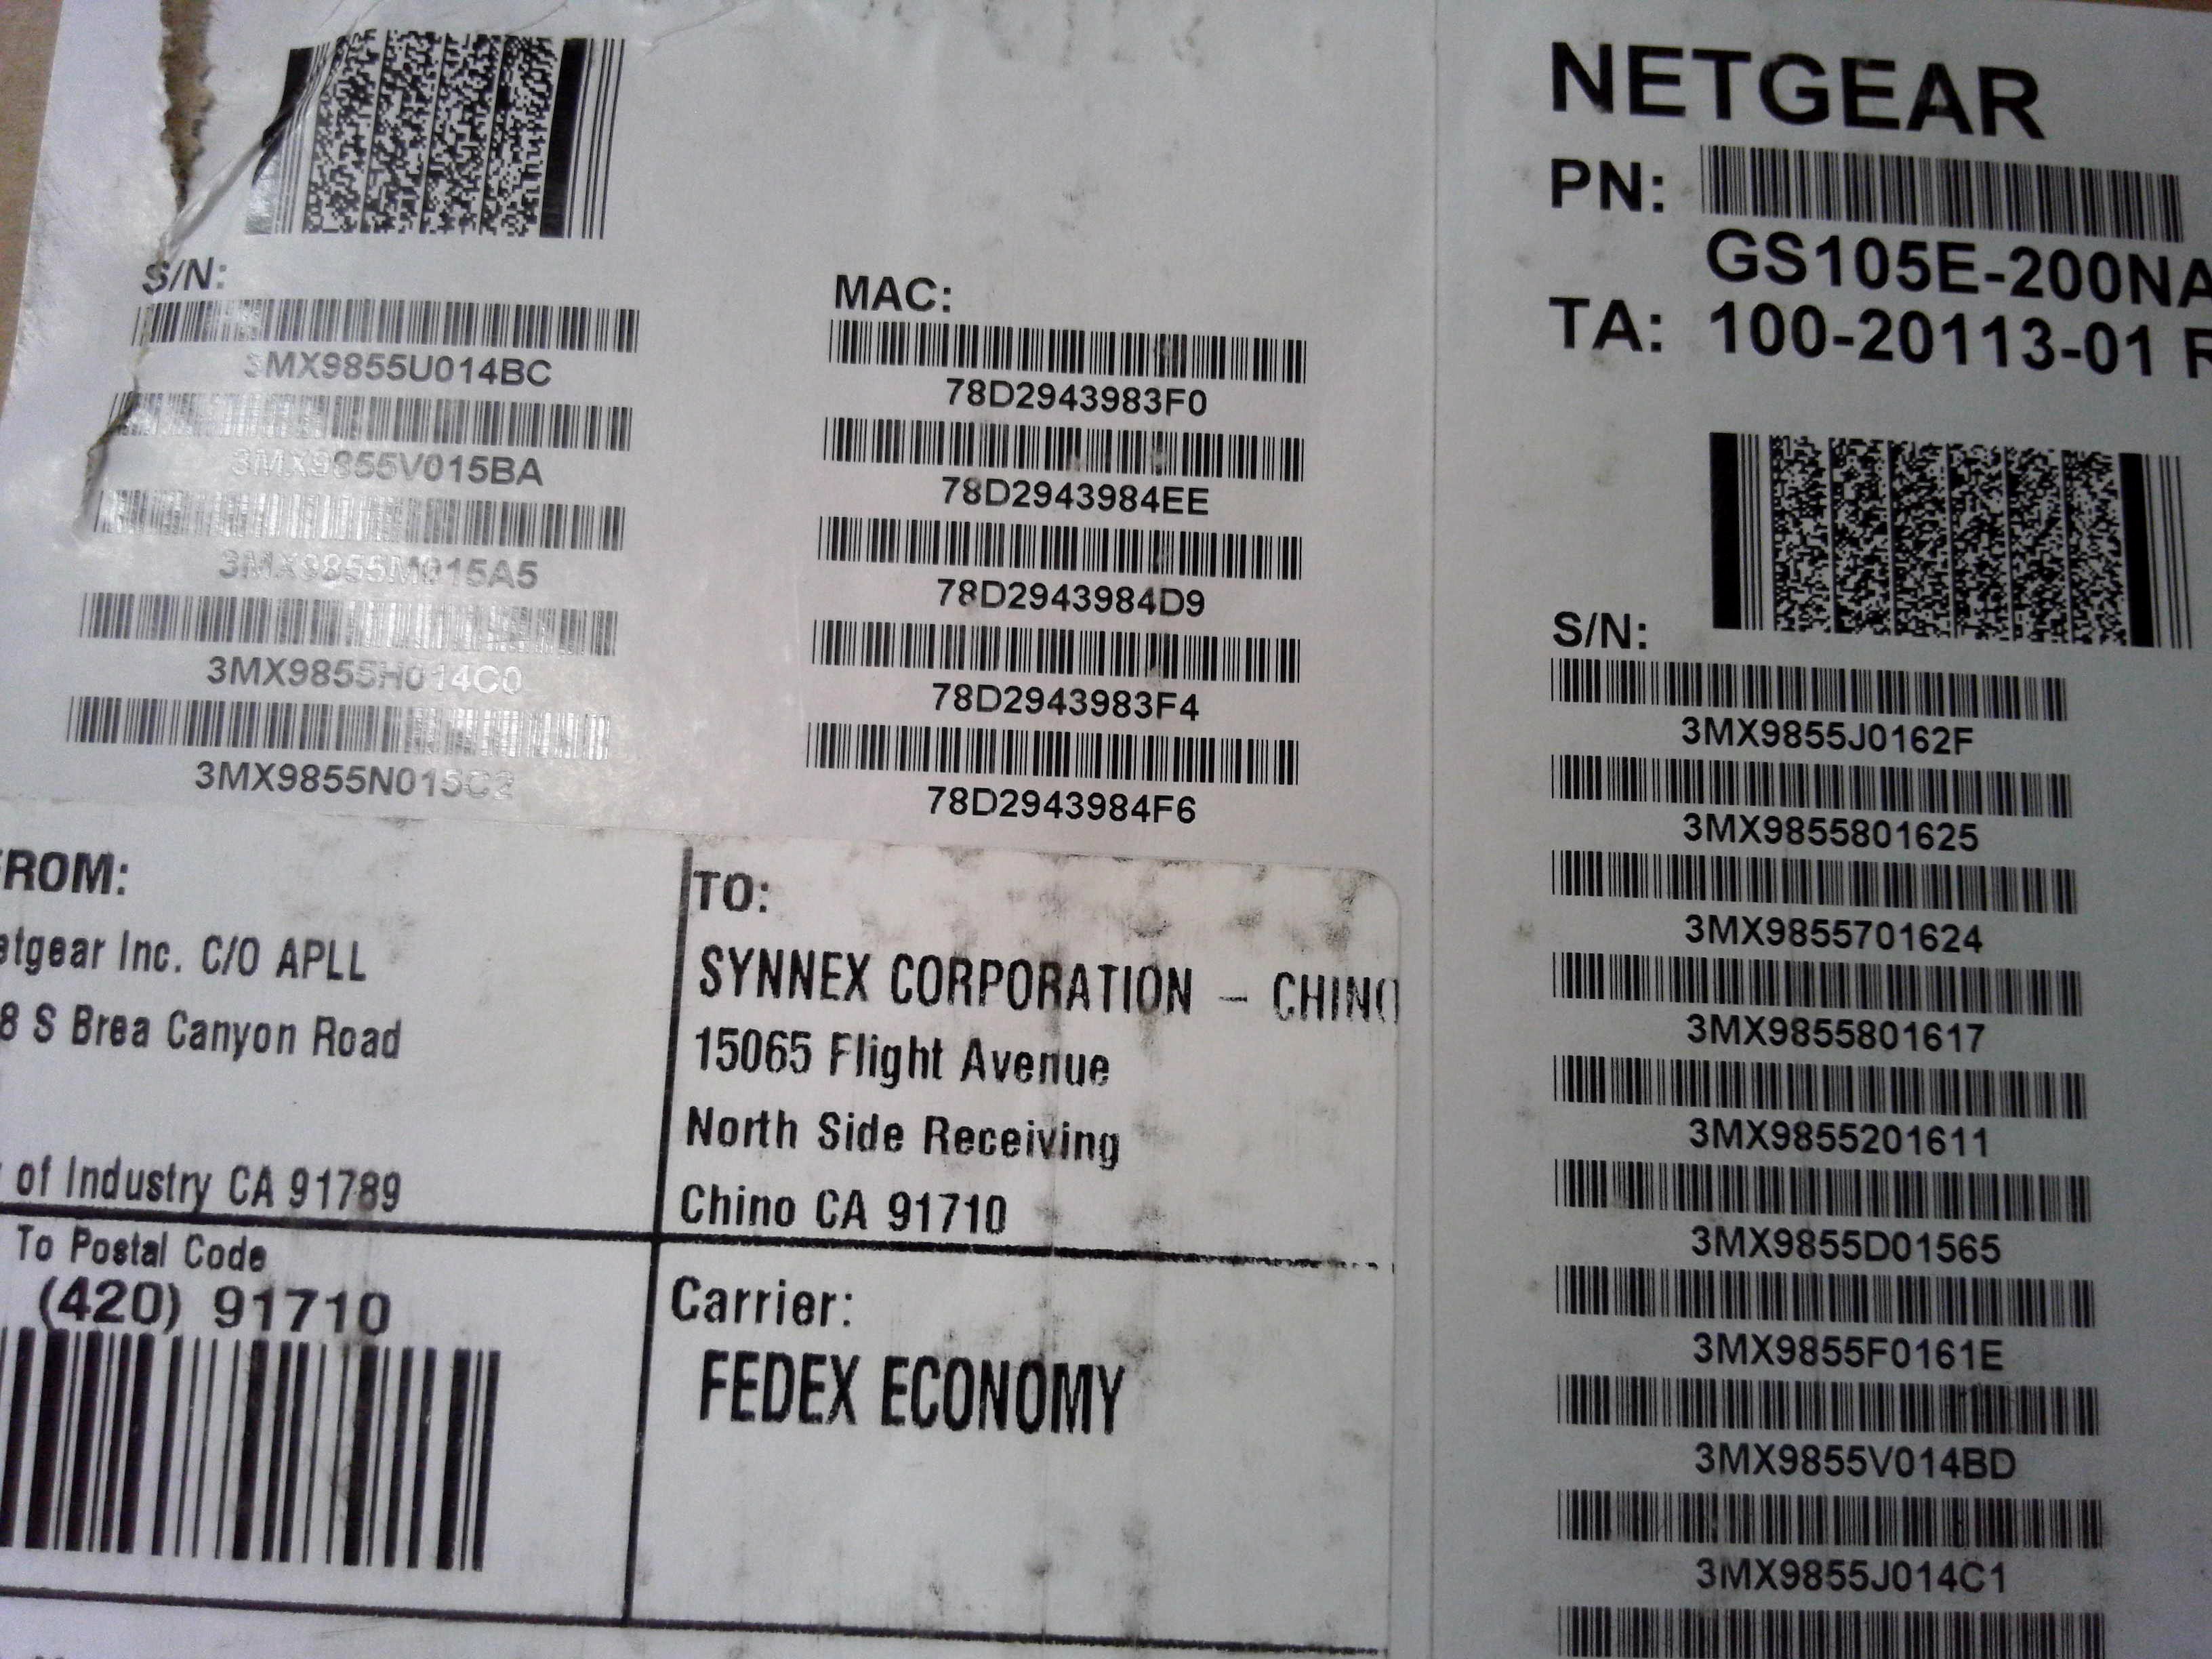 S/N:
3MX9855U014BC
3MX9855V015BA
3MX9855M015A5
3MX9855H014C0
3MX9855N015C2
MAC:
78D2943983F0
78D2943984EE
78D2943984D9
78D2943983F4
78D2943984F6
FROM:
etgear Inc. C/O APLL
8 S Brea Canyon Road
of Industry CA 91789
TO:
SYNNEX CORPORATION - CHINO
15065 Flight Avenue
North Side Receiving
Chino CA 91710
To Postal Code
(420) 91710
Carrier:
FEDEX ECONOMY
NETGEAR
PN:
GS105E-200NA
TA: 100-20113-01 R
S/N:
3MX9855J0162F
3MX9855801625
3MX9855701624
3MX9855801617
3MX9855201611
3MX9855D01565
3MX9855F0161E
3MX9855V014BD
3MX9855J014C1